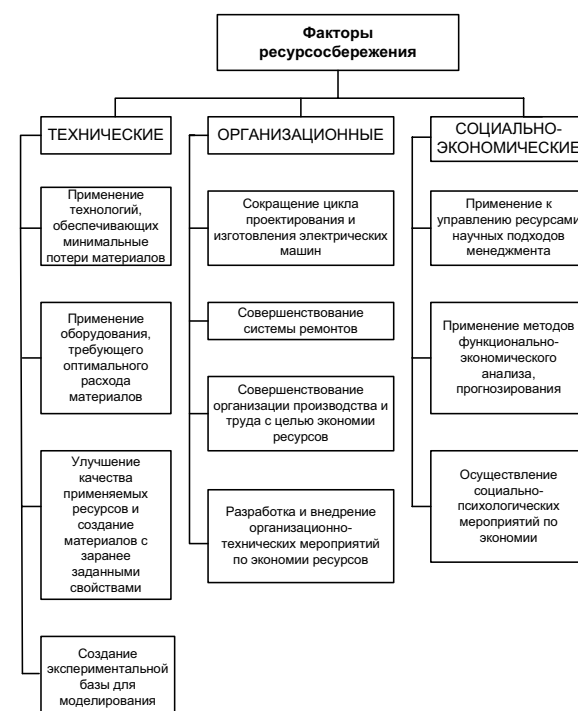 Факторы
ресурсосбережения
ТЕХНИЧЕСКИЕ
Применение
технологий,
обеспечивающих
минимальные
потери материалов
Применение
оборудования,
требующего
оптимального
расхода
материалов
Улучшение
качества
применяемых
ресурсов и
создание
материалов с
заранее
заданными
свойствами
Создание
экспериментальной
базы для
моделирования
ОРГАНИЗАЦИОННЫЕ
Сокращение цикла
проектирования и
изготовления электрических
машин
Совершенствование
системы ремонтов
Совершенствование
организации производства и
труда с целью экономии
ресурсов
Разработка и внедрение
организационно-
технических мероприятий
по экономии ресурсов
СОЦИАЛЬНО-
ЭКОНОМИЧЕСКИЕ
Применение к
управлению ресурсами
научных подходов
менеджмента
Применение методов
функционально-
экономического
анализа,
прогнозирования
Осуществление
социально-
психологических
мероприятий по
экономии